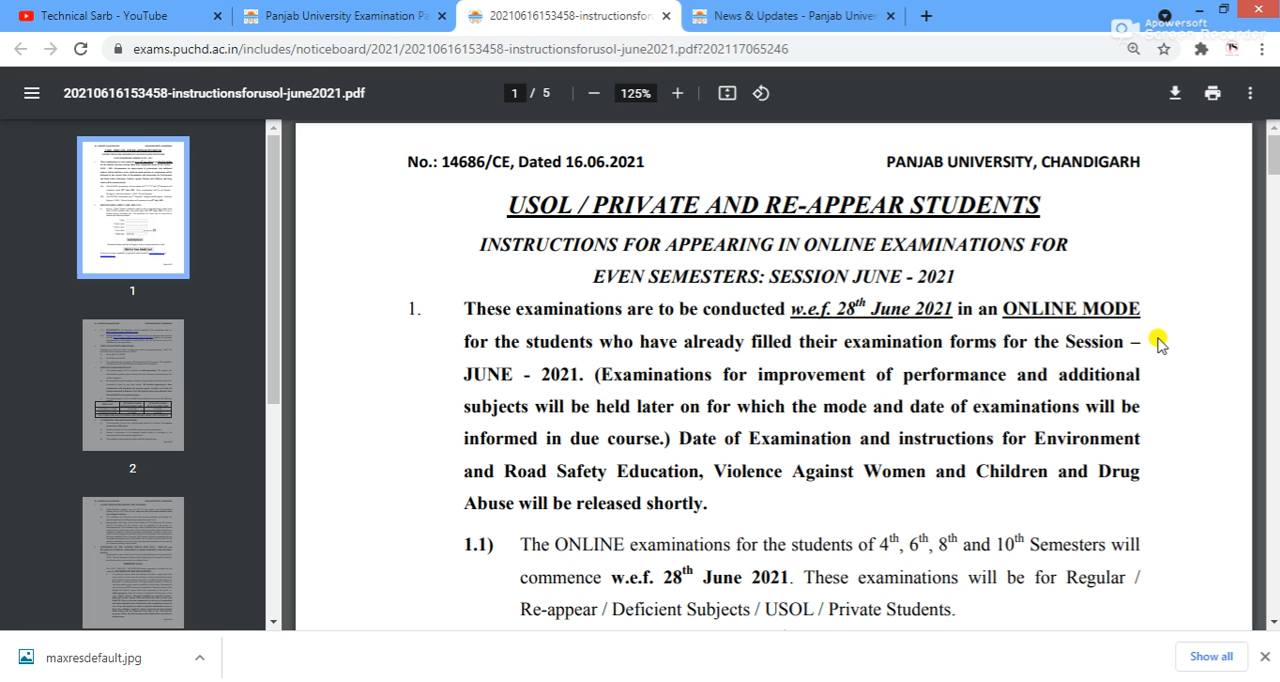 Technical Sarb - YouTube
Panjab University Examination Pa
20210616153458-instructionsforu
News & Updates - Panjab Univer
Apowersoft
Screen Recorder
exams.puchd.ac.in/includes/noticeboard/2021/20210616153458-instructionsforusol-june2021.pdf?202117065246
20210616153458-instructionsforusol-june2021.pdf
1 / 5
125%
No.: 14686/CE, Dated 16.06.2021
PANJAB UNIVERSITY, CHANDIGARH
USOL / PRIVATE AND RE-APPEAR STUDENTS
INSTRUCTIONS FOR APPEARING IN ONLINE EXAMINATIONS FOR
EVEN SEMESTERS: SESSION JUNE - 2021
1. These examinations are to be conducted w.e.f. 28th June 2021 in an ONLINE MODE
for the students who have already filled their examination forms for the Session –
JUNE - 2021. (Examinations for improvement of performance and additional
subjects will be held later on for which the mode and date of examinations will be
informed in due course.) Date of Examination and instructions for Environment
and Road Safety Education, Violence Against Women and Children and Drug
Abuse will be released shortly.
1.1) The ONLINE examinations for the students of 4th, 6th, 8th and 10th Semesters will
commence w.e.f. 28th June 2021. These examinations will be for Regular /
Re-appear / Deficient Subjects / USOL / Private Students.
1
2
maxresdefault.jpg
Show all